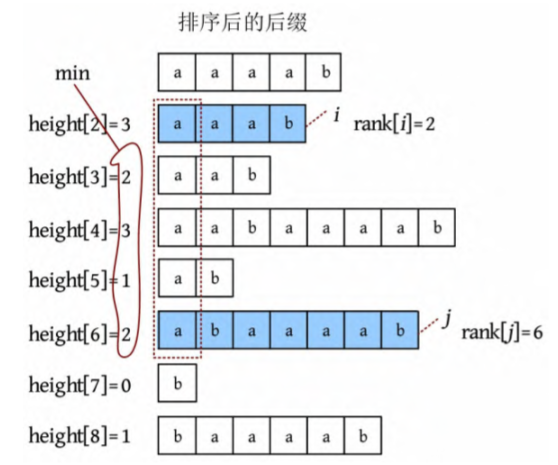 排序后的后缀
min
a a a a b
height[2]=3 a a a b i rank[i]=2
height[3]=2 a a b
height[4]=3 a a b a a a a b
height[5]=1 a b
height[6]=2 a b a a a a b j rank[j]=6
height[7]=0 b
height[8]=1 b a a a a b